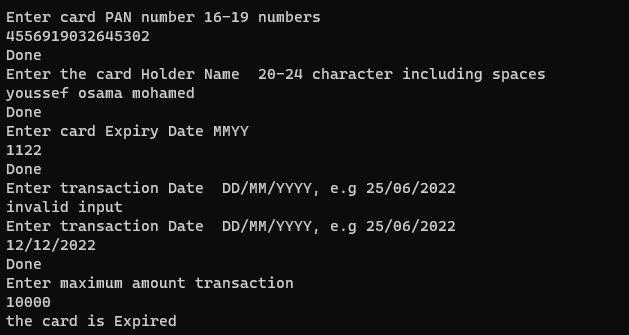 Enter card PAN number 16-19 numbers
4556919032645302
Done
Enter the card Holder Name  20-24 character including spaces
youssef osama mohamed
Done
Enter card Expiry Date MMYY
1122
Done
Enter transaction Date  DD/MM/YYYY, e.g 25/06/2022
invalid input
Enter transaction Date  DD/MM/YYYY, e.g 25/06/2022
12/12/2022
Done
Enter maximum amount transaction
10000
the card is Expired